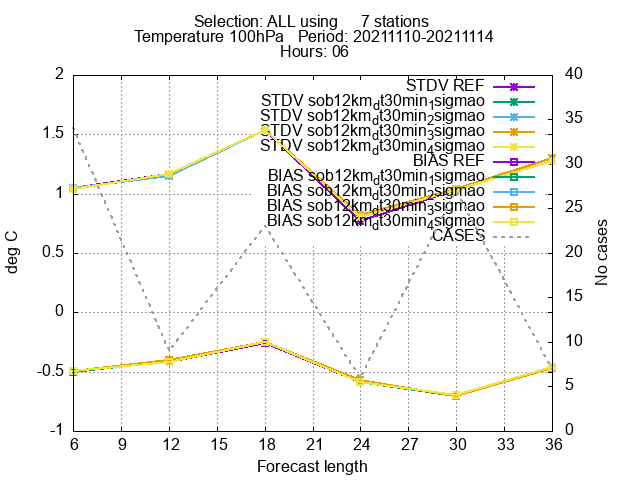 Selection: ALL using 7 stations
Temperature 100hPa Period: 20211110-20211114
Hours: 06
2
1.5
1
0.5
0
-0.5
-1
40
35
30
25
20
15
10
5
0
STDV REF
STDV sob12km_dt30min_1sigmao
STDV sob12km_dt30min_2sigmao
STDV sob12km_dt30min_3sigmao
STDV sob12km_dt30min_4sigmao
BIAS REF
BIAS sob12km_dt30min_1sigmao
BIAS sob12km_dt30min_2sigmao
BIAS sob12km_dt30min_3sigmao
BIAS sob12km_dt30min_4sigmao
CASES
deg C
No cases
6 9 12 15 18 21 24 27 30 33 36
Forecast length